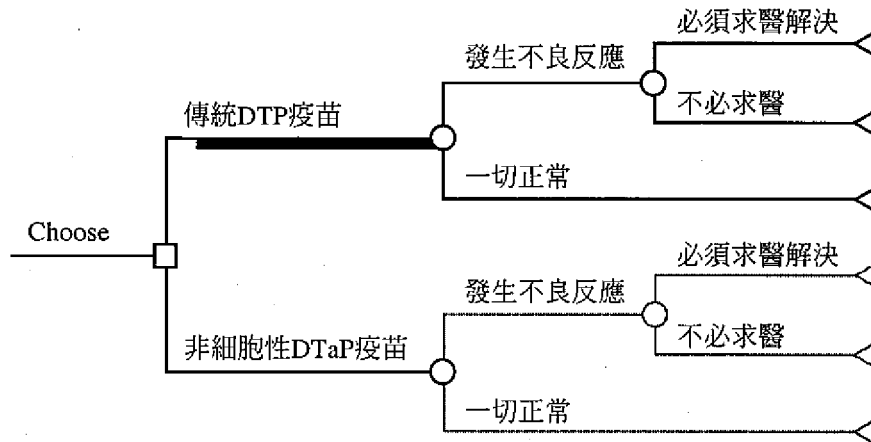 必須求醫解決
發生不良反應
不必求醫
傳統DTP疫苗
一切正常
Choose
必須求醫解決
發生不良反應
不必求醫
非細胞性DTaP疫苗
一切正常